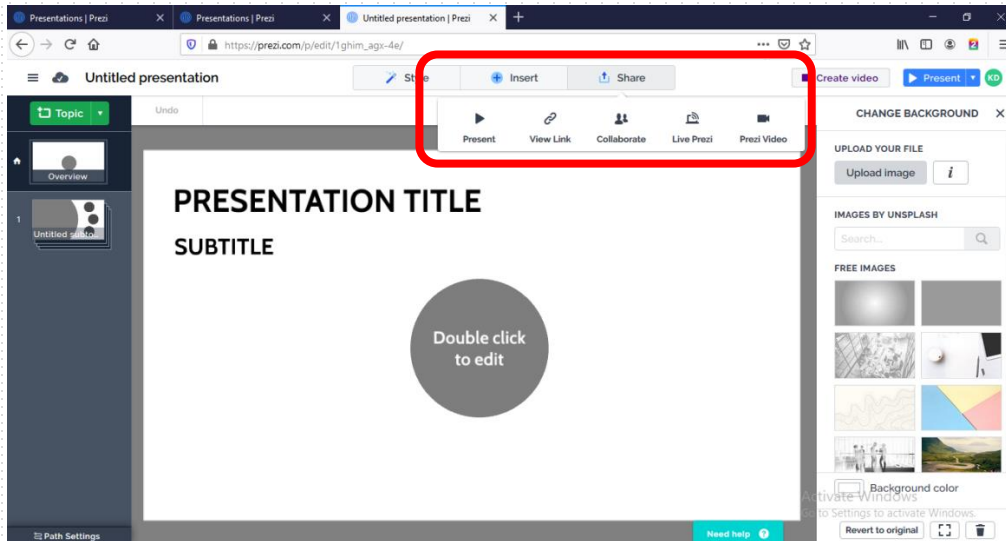 Presentations | Prezi
Presentations | Prezi
Untitled presentation | Prezi
https://prezi.com/p/edit/1ghim_agx-4e/
Untitled presentation
Style
Insert
Share
Create video
Present
KD
Topic
Undo
Present
View Link
Collaborate
Live Prezi
Prezi Video
CHANGE BACKGROUND
Overview
1
Untitled subto...
PRESENTATION TITLE
SUBTITLE
Double click
to edit
UPLOAD YOUR FILE
Upload image
i
IMAGES BY UNSPLASH
Search...
FREE IMAGES
Background color
Activate Windows
Go to Settings to activate Windows.
Revert to original
Path Settings
Need help ?